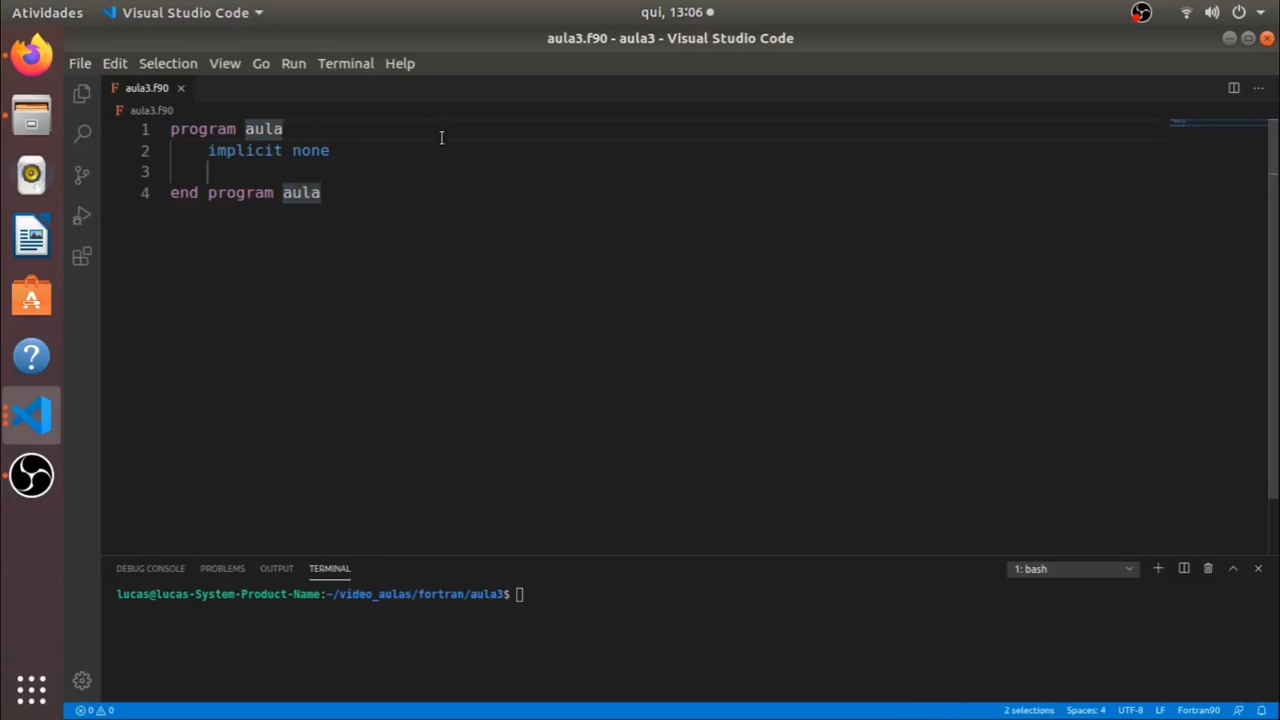 Atividades Visual Studio Code qui, 13:06
aula3.f90 - aula3 - Visual Studio Code
File Edit Selection View Go Run Terminal Help
F aula3.f90
F aula3.f90
1 program aula
2 implicit none
3
4 end program aula
DEBUG CONSOLE PROBLEMS OUTPUT TERMINAL 1: bash
lucas@lucas-System-Product-Name:~/video_aulas/fortran/aula3$
0 0 2 selections Spaces: 4 UTF-8 LF Fortran90